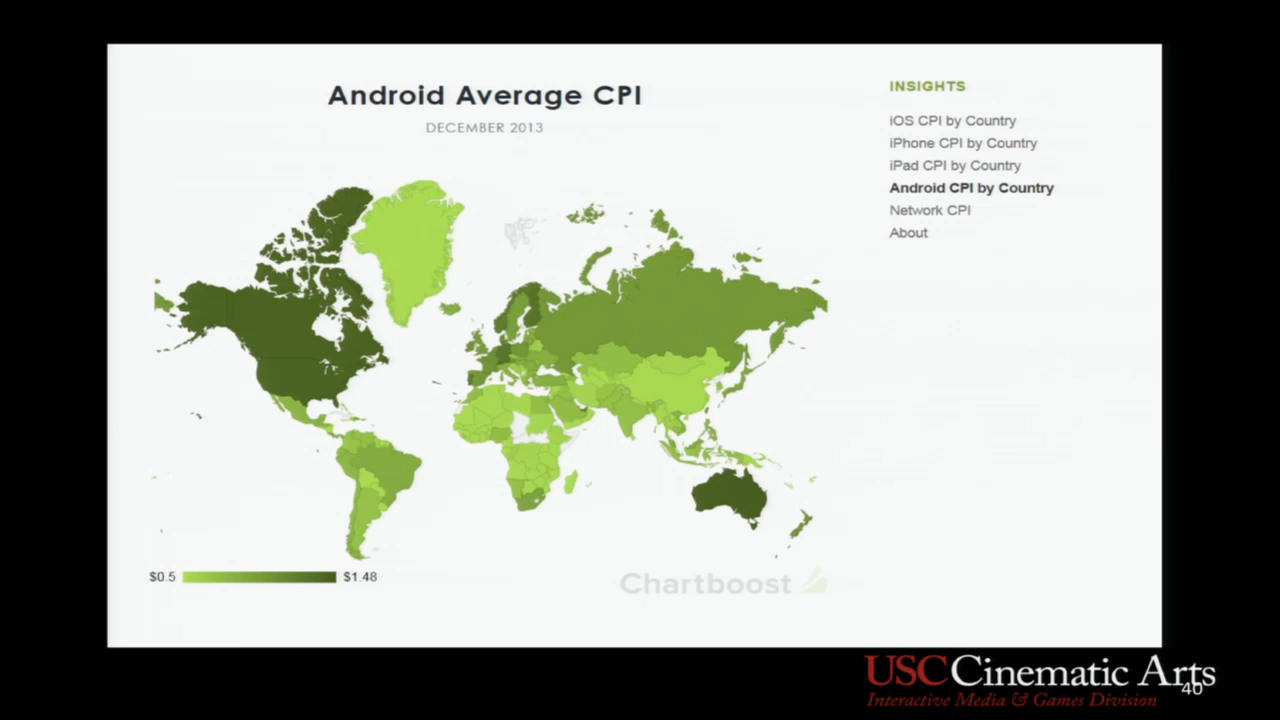 Android Average CPI
DECEMBER 2013
INSIGHTS
iOS CPI by Country
iPhone CPI by Country
iPad CPI by Country
Android CPI by Country
Network CPI
About
$0.5
$1.48
Chartboost
USC Cinematic Arts
40
Interactive Media & Games Division